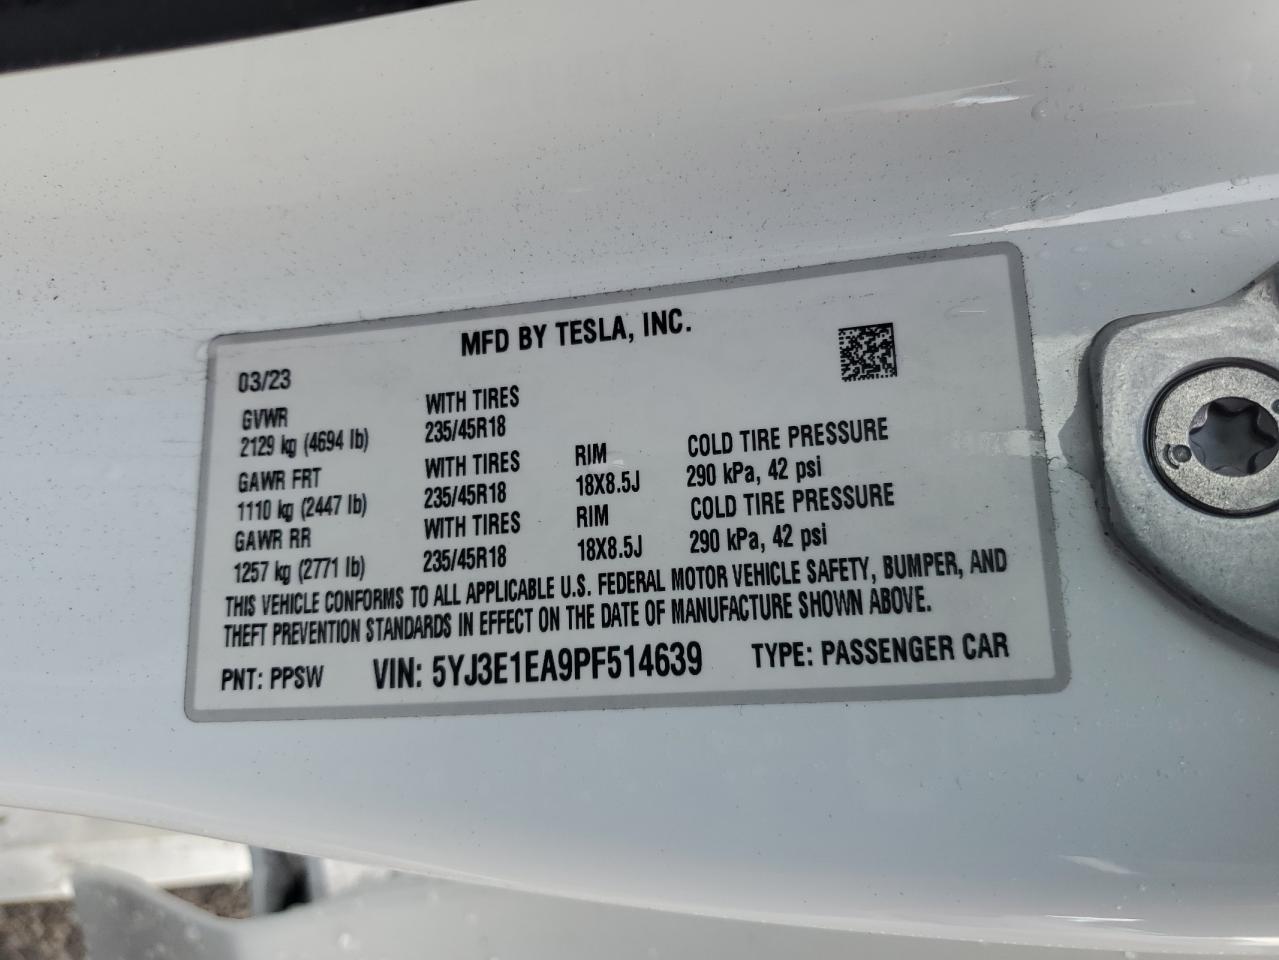 MFD BY TESLA, INC.
03/23
GVWR WITH TIRES
2129 kg (4694 lb) 235/45R18
GAWR FRT WITH TIRES RIM COLD TIRE PRESSURE
1110 kg (2447 lb) 235/45R18 18X8.5J 290 kPa, 42 psi
GAWR RR WITH TIRES RIM COLD TIRE PRESSURE
1257 kg (2771 lb) 235/45R18 18X8.5J 290 kPa, 42 psi
THIS VEHICLE CONFORMS TO ALL APPLICABLE U.S. FEDERAL MOTOR VEHICLE SAFETY, BUMPER, AND
THEFT PREVENTION STANDARDS IN EFFECT ON THE DATE OF MANUFACTURE SHOWN ABOVE.
PNT: PPSW VIN: 5YJ3E1EA9PF514639 TYPE: PASSENGER CAR